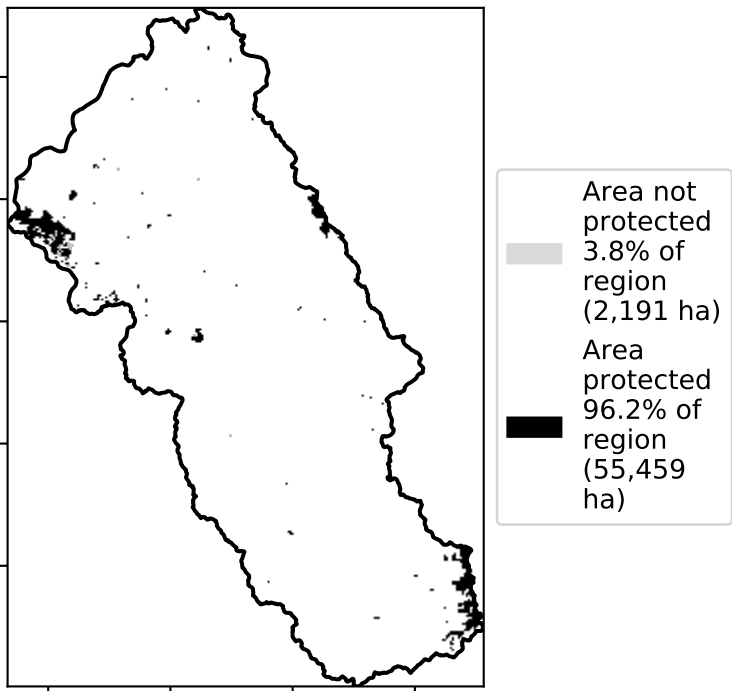 Area not
protected
3.8% of
region
(2,191 ha)
Area
protected
96.2% of
region
(55,459
ha)